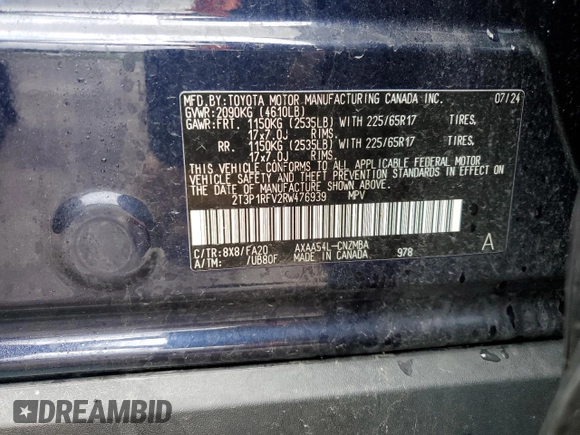 MFD.BY:TOYOTA MOTOR MANUFACTURING CANADA INC. 07/24
GVWR:2090KG (4610LB)
GAWR:FRT. 1150KG (2535LB) WITH 225/65R17 TIRES.
17x7.0J RIMS.
RR. 1150KG (2535LB) WITH 225/65R17 TIRES.
17x7.0J RIMS.
THIS VEHICLE CONFORMS TO ALL APPLICABLE FEDERAL MOTOR
VEHICLE SAFETY AND THEFT PREVENTION STANDARDS IN EFFECT
ON THE DATE OF MANUFACTURE SHOWN ABOVE.
2T3P1RFV2RW476939 MPV
C/TR:8X8/FA20 AXAA54L-CNZMBA A
A/TM: /UB80F MADE IN CANADA 978
DREAMBID